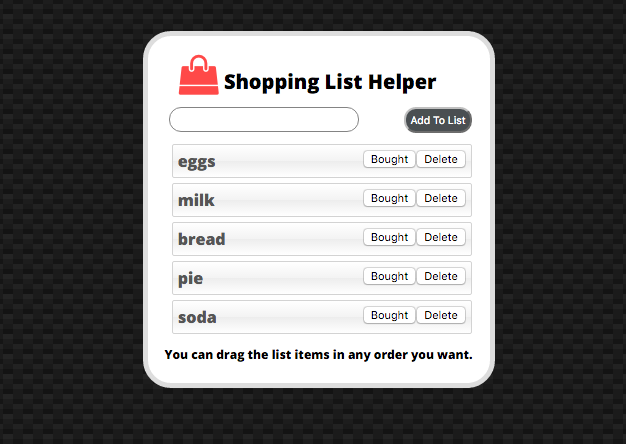 Shopping List Helper
Add To List
eggs Bought Delete
milk Bought Delete
bread Bought Delete
pie Bought Delete
soda Bought Delete
You can drag the list items in any order you want.